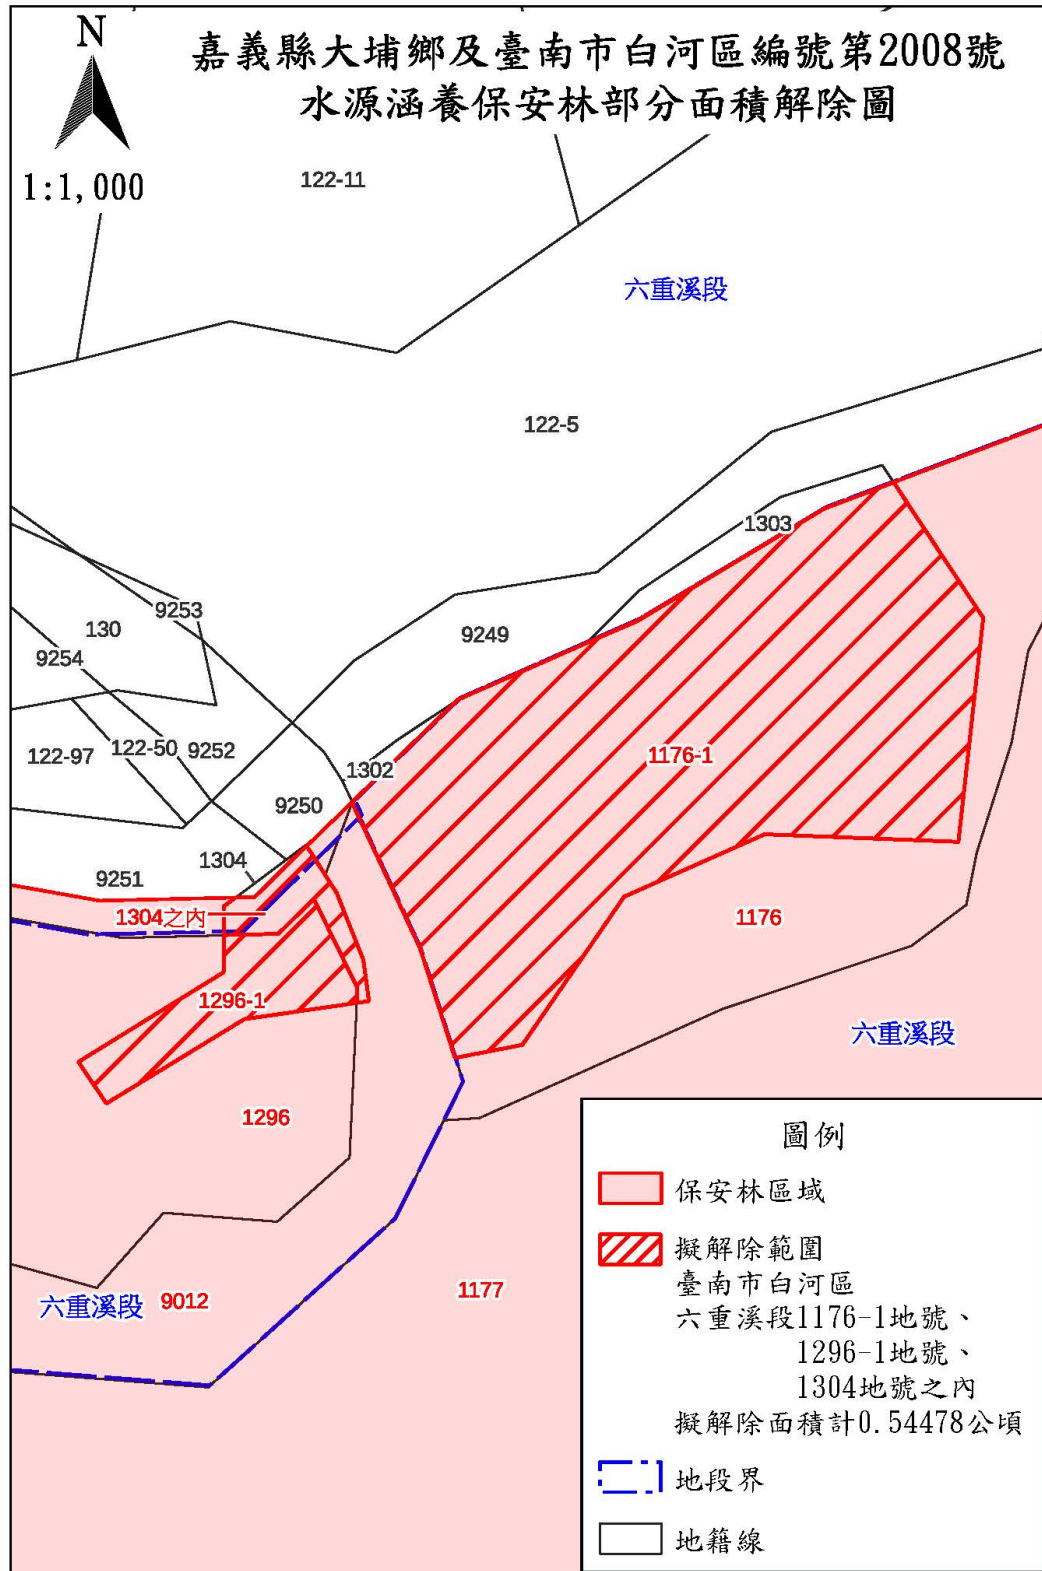 N
嘉義縣大埔鄉及臺南市白河區編號第2008號
水源涵養保安林部分面積解除圖
1:1,000
122-11
六重溪段
122-5
1303
9253
130
9249
9254
122-97
122-50
9252
1302
1176-1
9250
1304
9251
1304之內
1176
1296-1
六重溪段
1296
六重溪段
9012
1177
圖例
保安林區域
擬解除範圍
臺南市白河區
六重溪段1176-1地號、
1296-1地號、
1304地號之內
擬解除面積計0.54478公頃
地段界
地籍線